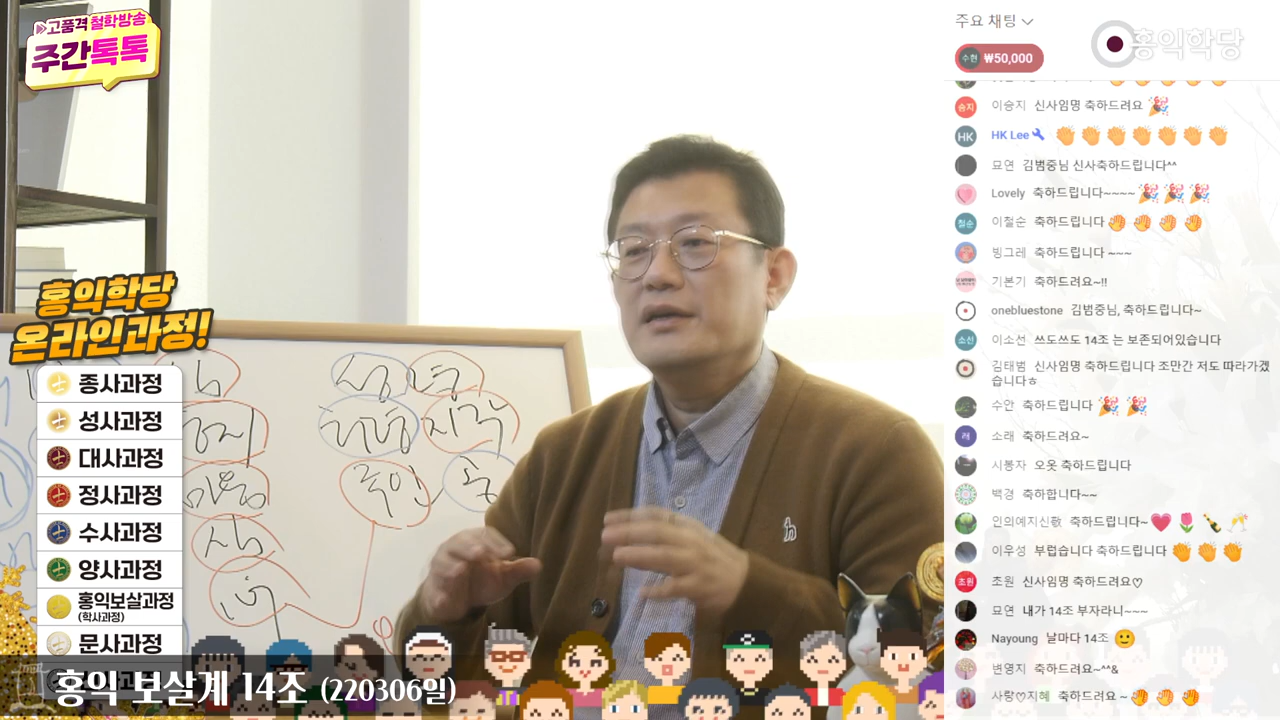 고품격 철학방송
주간톡톡
홍익학당
온라인과정!
종사과정
성사과정
대사과정
정사과정
수사과정
양사과정
홍익보살과정
(학사과정)
문사과정
홍익 보살계 14조 (220306일)
주요 채팅
홍익학당
수현 ₩50,000
승지 이승지 신사임명 축하드려요
HK HK Lee
묘연 김범중님 신사축하드립니다^^
Lovely 축하드립니다~~~~
철순 이철순 축하드립니다
빙그레 축하드립니다 ~~~
기본기 축하드려요~!!
onebluestone 김범중님, 축하드립니다~
소신 이소선 쓰도쓰도 14조 는 보존되어있습니다
김태범 신사임명 축하드립니다 조만간 저도 따라가겠
습니다ㅎ
수안 축하드립니다
레 소래 축하드려요~
시봉자 오옷 축하드립니다
백경 축하합니다~~
인의예지신敬 축하드립니다~
이우성 부럽습니다 축하드립니다
초원 초원 신사임명 축하드려요♡
묘연 내가 14조 부자라니~~~
Nayoung 날마다 14조
변영지 축하드려요~^^&
사랑♡지혜 축하드려요 ~